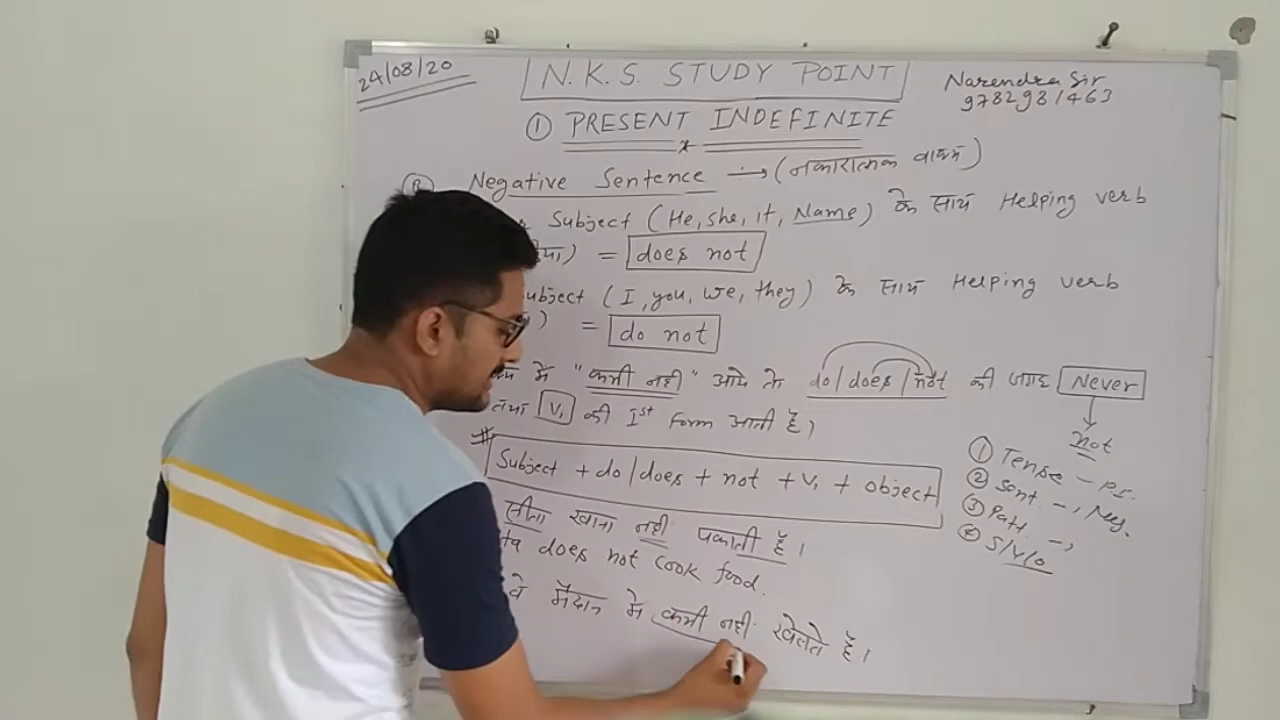 24/08/20
N.K.S. STUDY POINT
Narendra Sir
9782981463
① PRESENT INDEFINITE
Negative Sentence → (नकारात्मक वाक्य)
Subject (He, she, it, Name) के साथ Helping verb
= does not
Subject (I, you, we, they) के साथ Helping verb
= do not
में "कभी नही" आये तो do/does/not की जगह Never
तथा V₁ की Ist Form आती है।
not
# Subject + do/does + not + V₁ + object
① Tense - P.I.
② Sent. - , Neg.
③ Patt. - ,
④ S/V/O
सीता खाना नही पकाती है।
does not cook food.
वे मैदान मे कभी नही खेलते है।